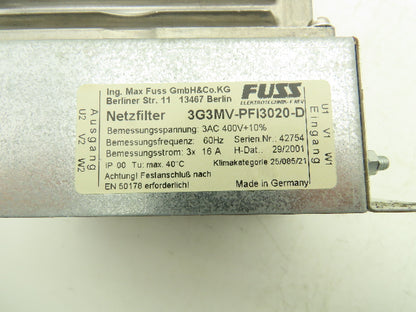 Ing. Max Fuss GmbH&Co.KG
Berliner Str. 11 13467 Berlin
FUSS
ELEKTROTECHNIK-EMV
Netzfilter 3G3MV-PFI3020-D
Bemessungsspannung: 3AC 400V+10%
Bemessungsfrequenz: 60Hz Serien Nr.: 42754
Bemessungsstrom: 3x 16 A H-Dat.: 29/2001
IP 00 Tu: max. 40°C Klimakategorie 25/085/21
Achtung! Festanschluß nach
EN 50178 erforderlich! Made in Germany
Ausgang
U2 V2 W2
Eingang
U1 V1 W1